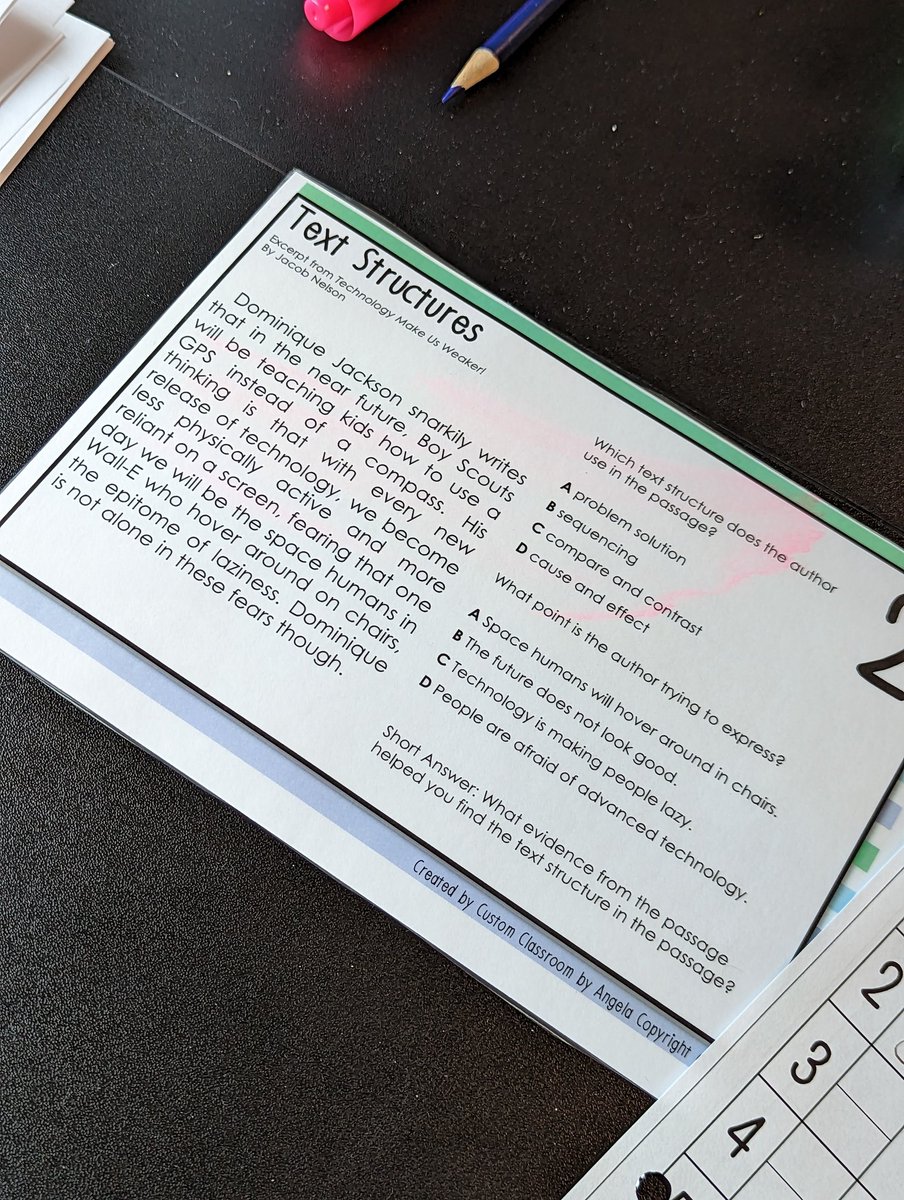 Text Structures
Excerpt from Technology Make Us Weaker!
By Jacob Nelson
Dominique Jackson snarkily writes
that in the near future, Boy Scouts
will be teaching kids how to use a
GPS instead of a compass. His
thinking is that with every new
release of technology, we become
less physically active and more
reliant on a screen, fearing that one
day we will be the space humans in
Wall-E who hover around on chairs,
the epitome of laziness. Dominique
is not alone in these fears though.
Which text structure does the author
use in the passage?
A problem solution
B sequencing
C compare and contrast
D cause and effect
What point is the author trying to express?
A Space humans will hover around in chairs.
B The future does not look good.
C Technology is making people lazy.
D People are afraid of advanced technology.
Short Answer: What evidence from the passage
helped you find the text structure in the passage?
2
Created by Custom Classroom by Angela Copyright
2
3
4